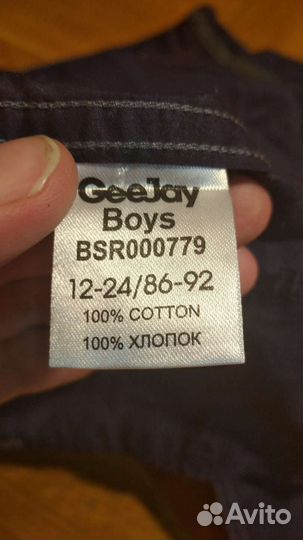 GeeJay
Boys
BSR000779
12-24/86-92
100% COTTON
100% ХЛОПОК
Avito